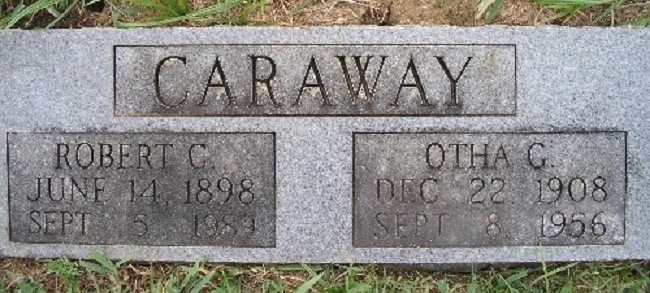 CARAWAY
ROBERT C.
JUNE 14, 1898
SEPT 5 1989
OTHA G.
DEC 22, 1908
SEPT 8, 1956